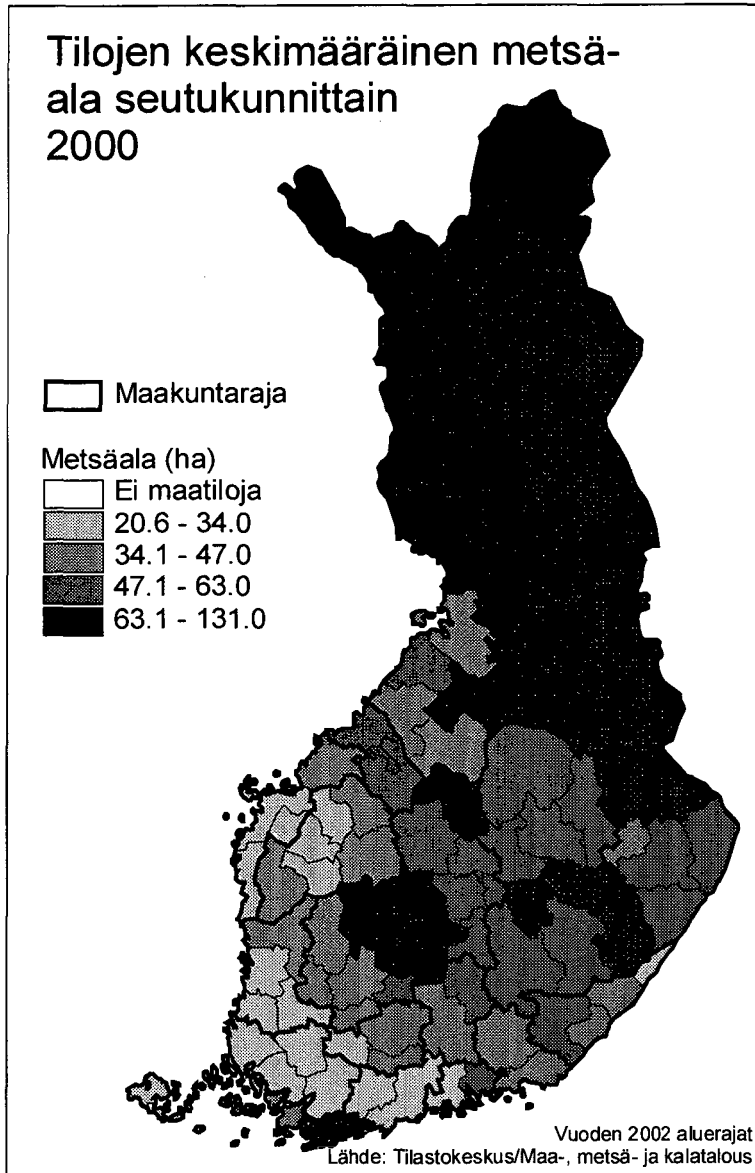 Tilojen keskimääräinen metsä-
ala seutukunnittain
2000
Maakuntaraja
Metsäala (ha)
Ei maatiloja
20.6 - 34.0
34.1 - 47.0
47.1 - 63.0
63.1 - 131.0
Vuoden 2002 aluerajat
Lähde: Tilastokeskus/Maa-, metsä- ja kalatalous